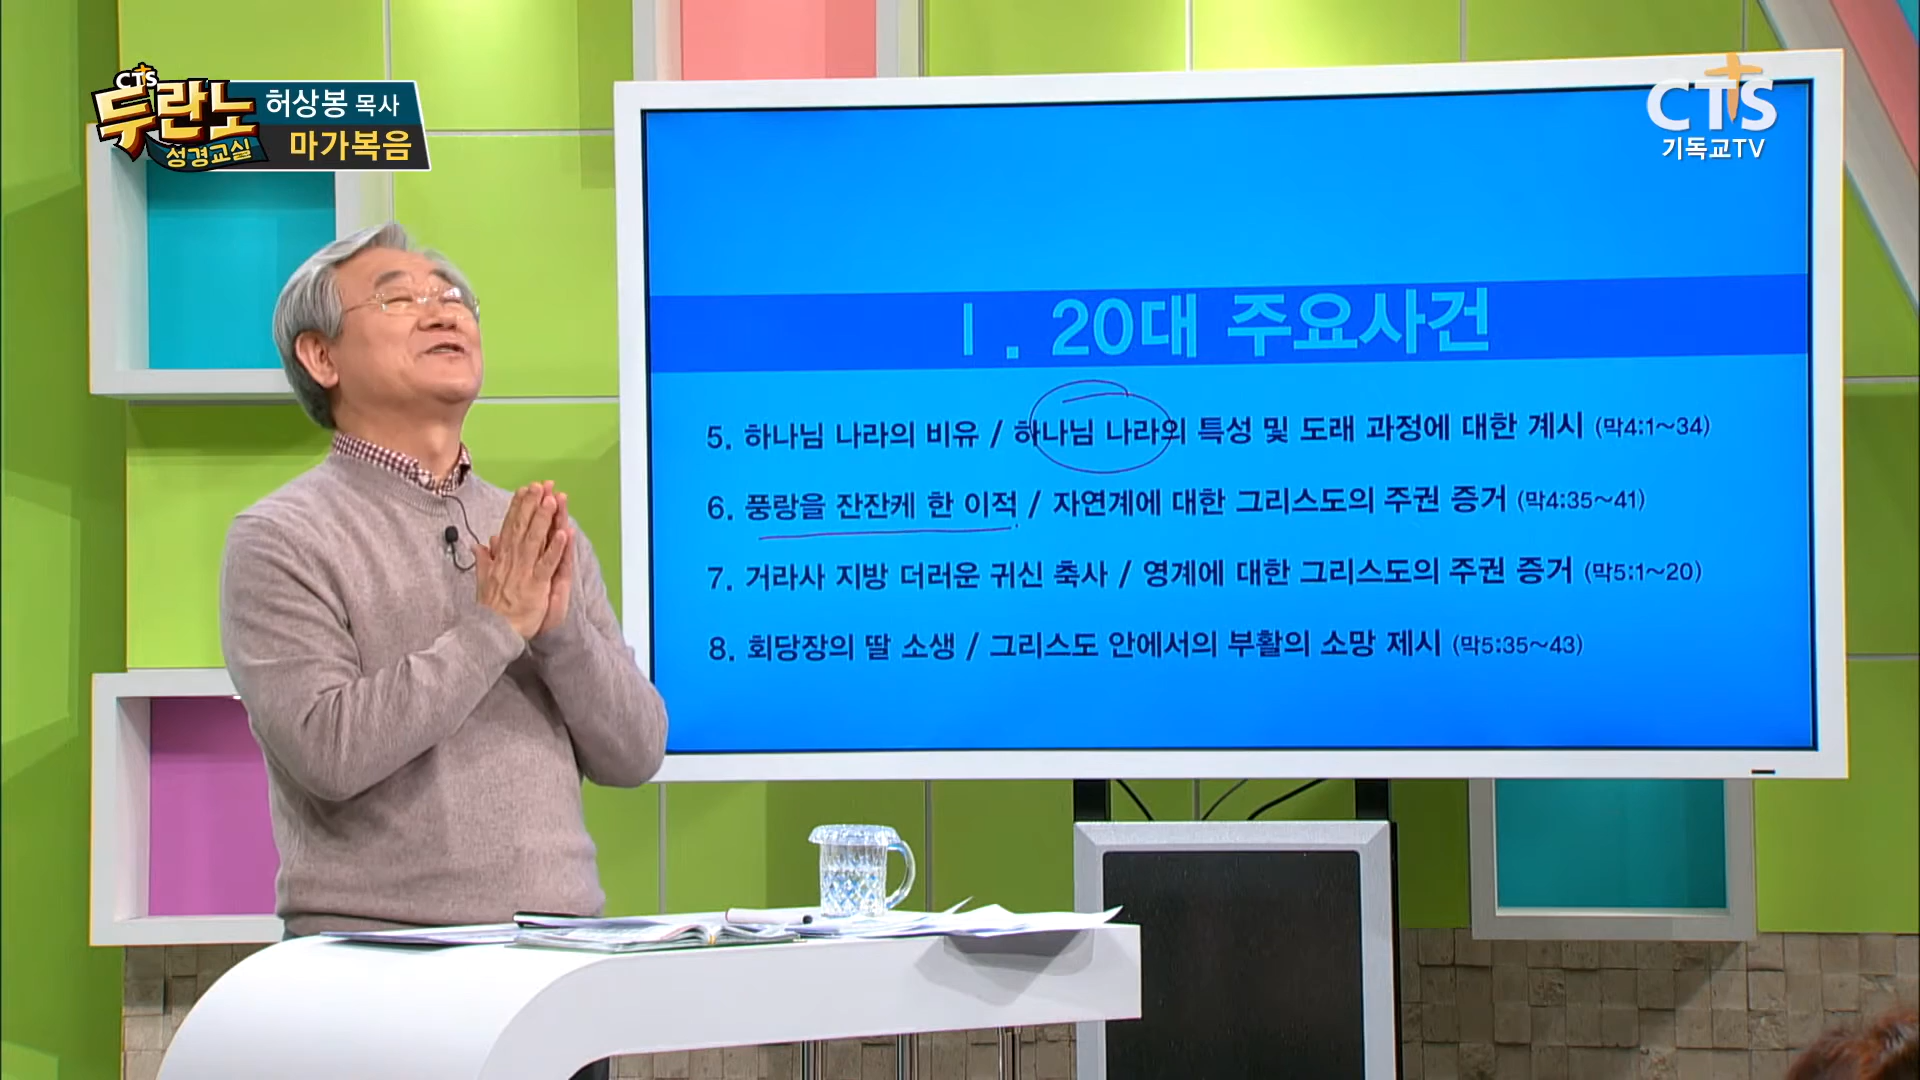 CTS
두란노
성경교실
허상봉 목사
마가복음
CTS
기독교TV
Ⅰ. 20대 주요사건
5. 하나님 나라의 비유 / 하나님 나라의 특성 및 도래 과정에 대한 계시 (막4:1~34)
6. 풍랑을 잔잔케 한 이적 / 자연계에 대한 그리스도의 주권 증거 (막4:35~41)
7. 거라사 지방 더러운 귀신 축사 / 영계에 대한 그리스도의 주권 증거 (막5:1~20)
8. 회당장의 딸 소생 / 그리스도 안에서의 부활의 소망 제시 (막5:35~43)